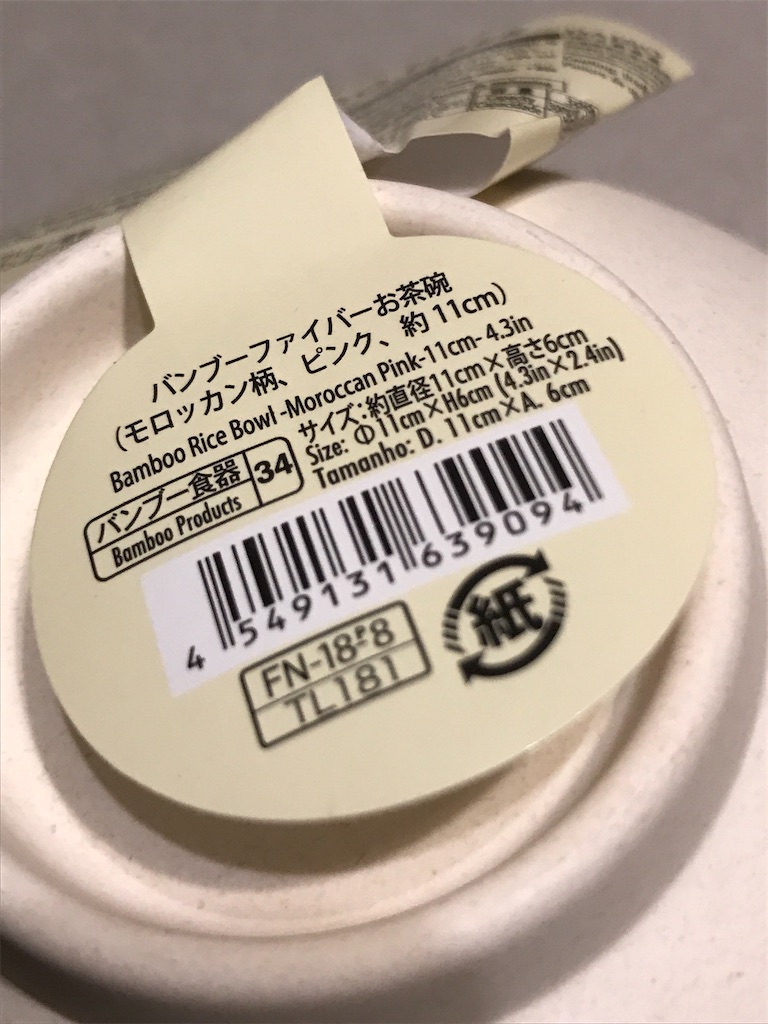 バンブーファイバーお茶碗
(モロッカン柄、ピンク、約11cm)
Bamboo Rice Bowl -Moroccan Pink-11cm- 4.3in
サイズ:約直径11cm×高さ6cm
Size: Φ11cm×H6cm (4.3in×2.4in)
Tamanho: D. 11cm×A. 6cm
バンブー食器 34
Bamboo Products
4 549131 639094
FN-18
8
TL181
紙